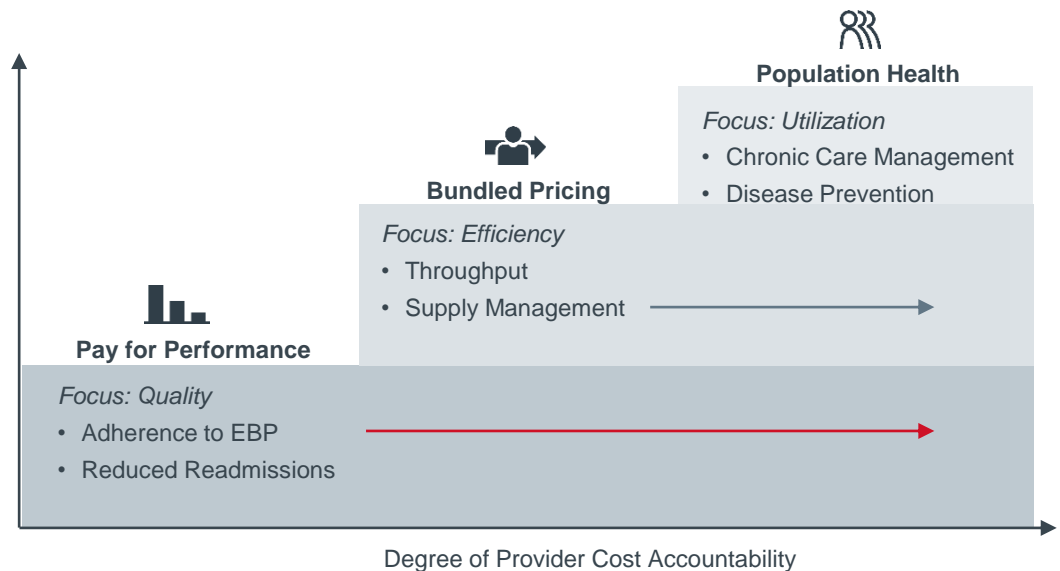 Population Health
Focus: Utilization
• Chronic Care Management
• Disease Prevention
Bundled Pricing
Focus: Efficiency
• Throughput
• Supply Management
Pay for Performance
Focus: Quality
• Adherence to EBP
• Reduced Readmissions
Degree of Provider Cost Accountability